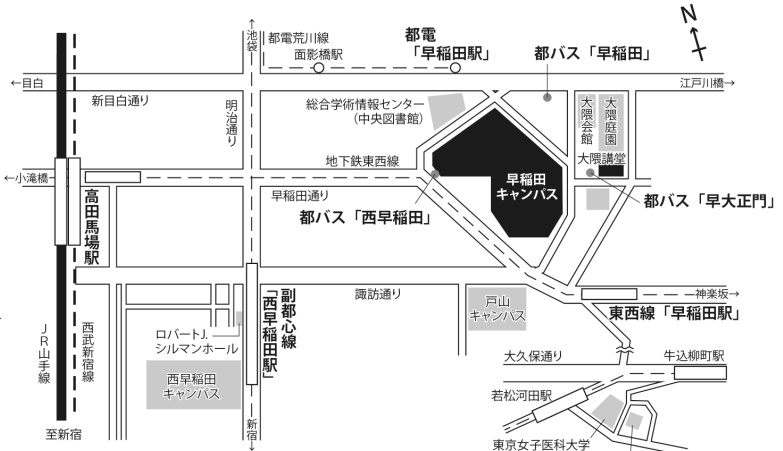 N
↑池袋
都電荒川線
面影橋駅
都電
「早稲田駅」
都バス「早稲田」
←目白
江戸川橋→
新目白通り
明治通り
総合学術情報センター
（中央図書館）
大隈会館
大隈庭園
大隈講堂
地下鉄東西線
←小滝橋
早稲田通り
早稲田
キャンパス
都バス「西早稲田」
都バス「早大正門」
高田馬場駅
副都心線
「西早稲田駅」
諏訪通り
戸山
キャンパス
神楽坂→
東西線「早稲田駅」
ロバートJ.
シルマンホール
西早稲田
キャンパス
JR山手線
西武新宿線
至新宿
新宿↓
大久保通り
牛込柳町駅
若松河田駅
東京女子医科大学